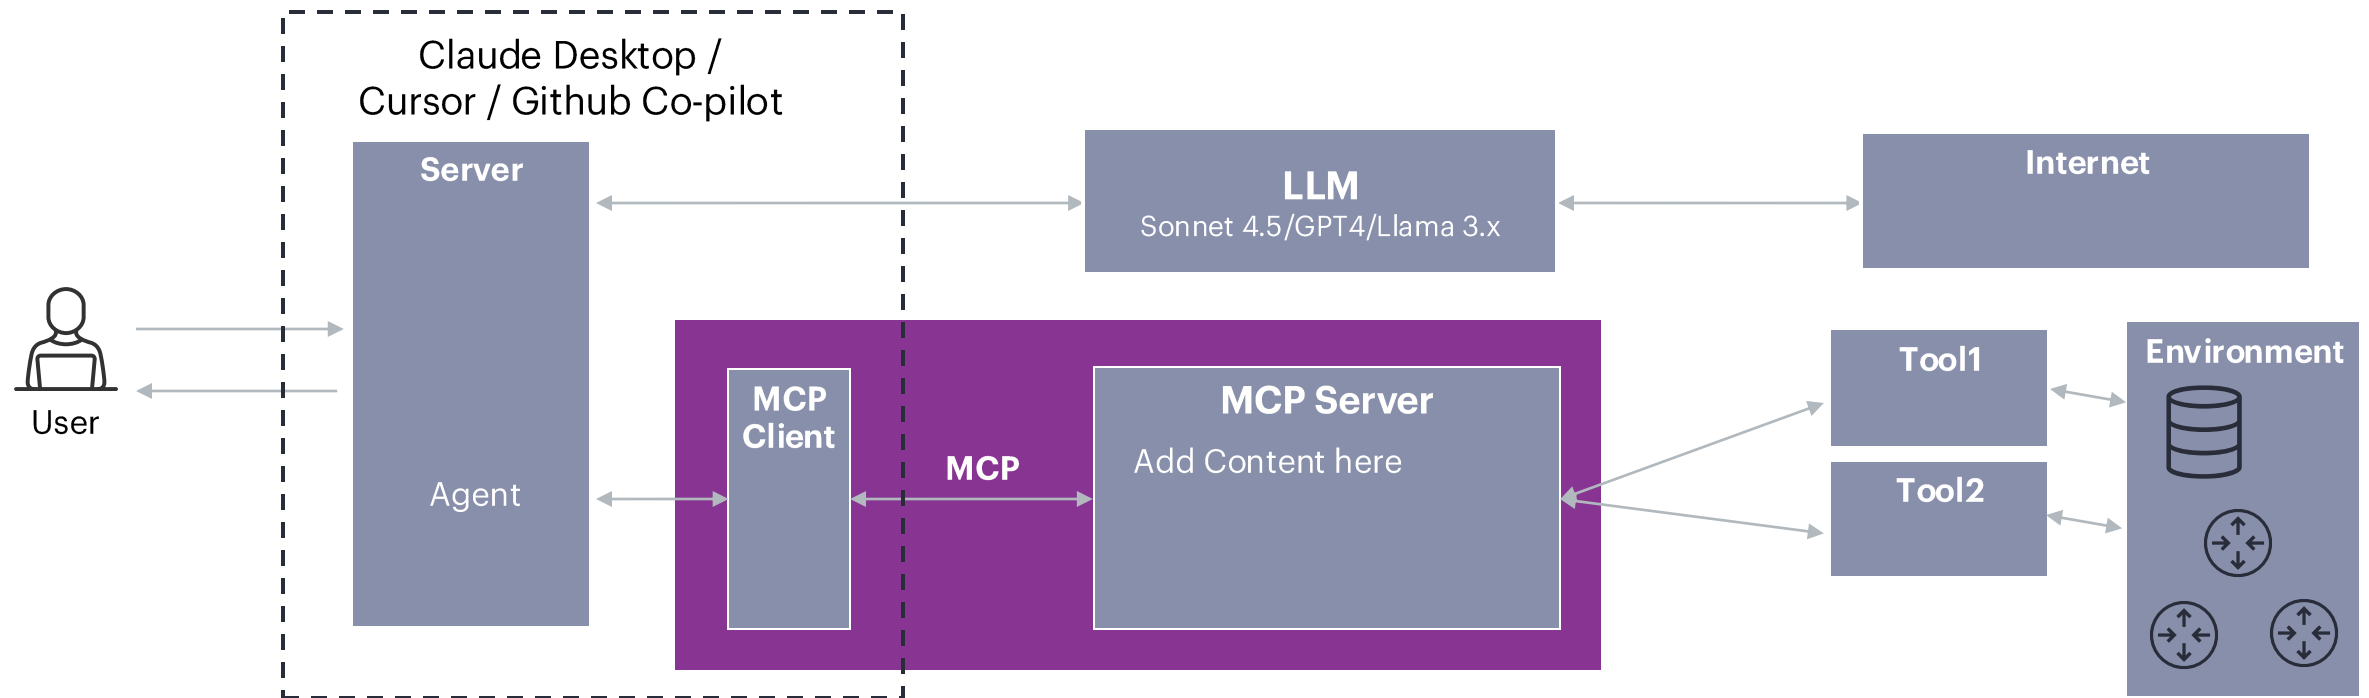 Claude Desktop /
Cursor / Github Co-pilot
Server
Agent
User
LLM
Sonnet 4.5/GPT4/Llama 3.x
Internet
MCP
Client
MCP
MCP Server
Add Content here
Tool1
Tool2
Environment